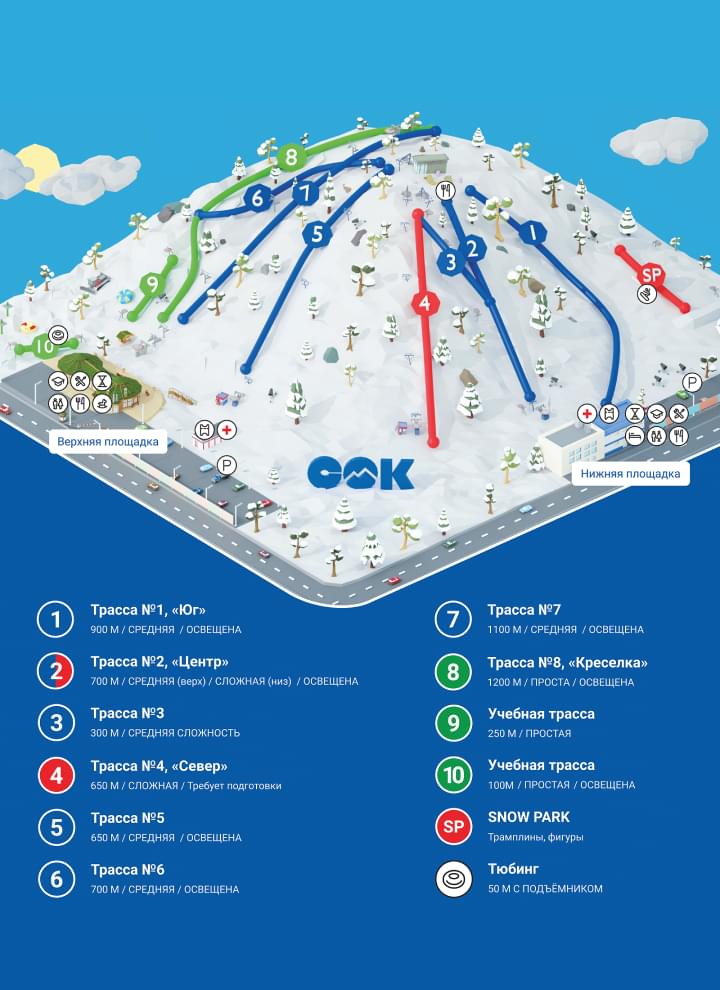 8
7
6
5
1
2
3
SP
4
9
10
P
Верхняя площадка
P
Нижняя площадка
СОК
1
Трасса №1, «Юг»
900 М / СРЕДНЯЯ / ОСВЕЩЕНА
2
Трасса №2, «Центр»
700 М / СРЕДНЯЯ (верх) / СЛОЖНАЯ (низ) / ОСВЕЩЕНА
3
Трасса №3
300 М / СРЕДНЯЯ СЛОЖНОСТЬ
4
Трасса №4, «Север»
650 М / СЛОЖНАЯ / Требует подготовки
5
Трасса №5
650 М / СРЕДНЯЯ / ОСВЕЩЕНА
6
Трасса №6
700 М / СРЕДНЯЯ / ОСВЕЩЕНА
7
Трасса №7
1100 М / СРЕДНЯЯ / ОСВЕЩЕНА
8
Трасса №8, «Креселка»
1200 М / ПРОСТА / ОСВЕЩЕНА
9
Учебная трасса
250 М / ПРОСТАЯ
10
Учебная трасса
100М / ПРОСТАЯ / ОСВЕЩЕНА
SP
SNOW PARK
Трамплины, фигуры
Тюбинг
50 М С ПОДЪЁМНИКОМ